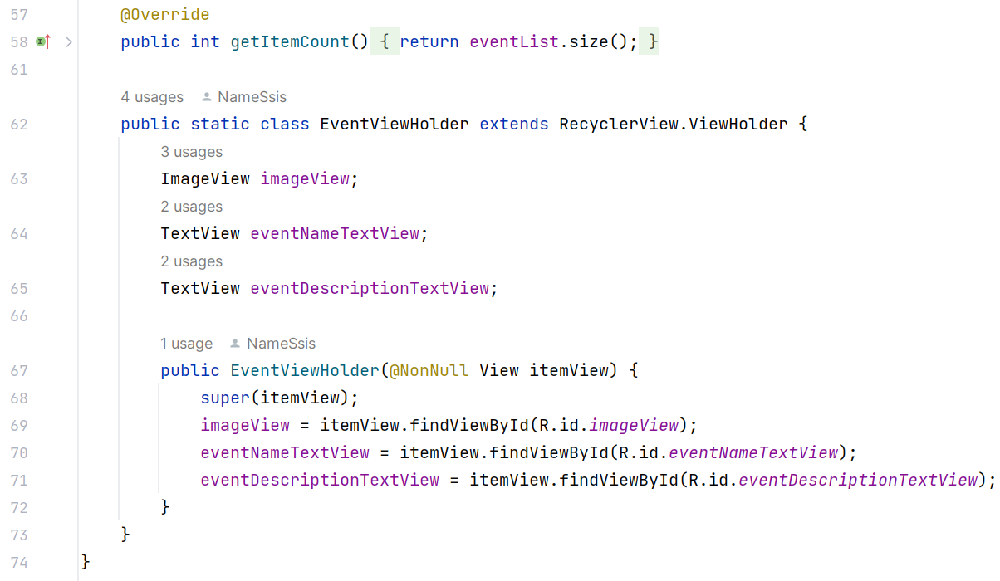 57 @Override
58 public int getItemCount() { return eventList.size(); }
61
4 usages NameSsis
62 public static class EventViewHolder extends RecyclerView.ViewHolder {
3 usages
63 ImageView imageView;
2 usages
64 TextView eventNameTextView;
2 usages
65 TextView eventDescriptionTextView;
66
1 usage NameSsis
67 public EventViewHolder(@NonNull View itemView) {
68 super(itemView);
69 imageView = itemView.findViewById(R.id.imageView);
70 eventNameTextView = itemView.findViewById(R.id.eventNameTextView);
71 eventDescriptionTextView = itemView.findViewById(R.id.eventDescriptionTextView);
72 }
73 }
74 }